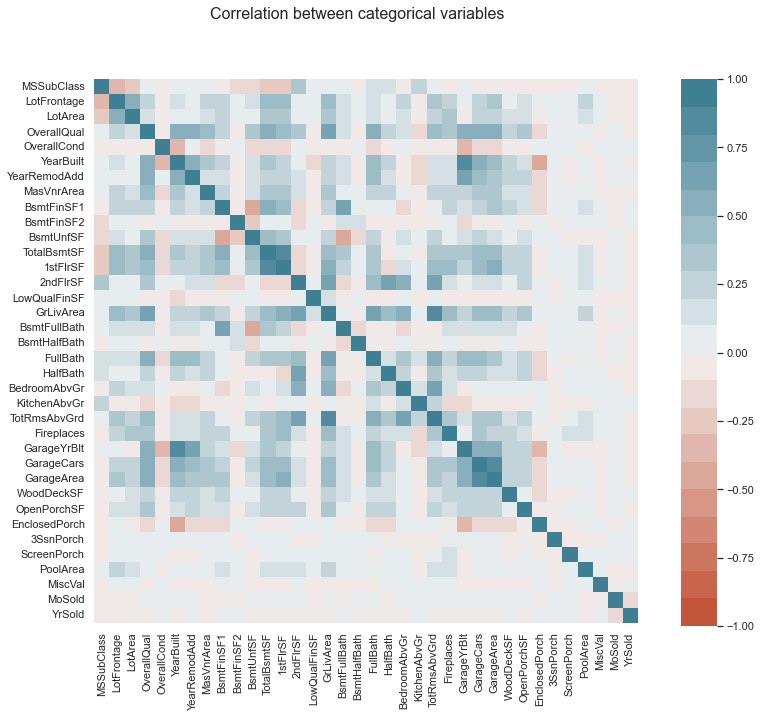 Correlation between categorical variables
MSSubClass
LotFrontage
LotArea
OverallQual
OverallCond
YearBuilt
YearRemodAdd
MasVnrArea
BsmtFinSF1
BsmtFinSF2
BsmtUnfSF
TotalBsmtSF
1stFlrSF
2ndFlrSF
LowQualFinSF
GrLivArea
BsmtFullBath
BsmtHalfBath
FullBath
HalfBath
BedroomAbvGr
KitchenAbvGr
TotRmsAbvGrd
Fireplaces
GarageYrBlt
GarageCars
GarageArea
WoodDeckSF
OpenPorchSF
EnclosedPorch
3SsnPorch
ScreenPorch
PoolArea
MiscVal
MoSold
YrSold
MSSubClass
LotFrontage
LotArea
OverallQual
OverallCond
YearBuilt
YearRemodAdd
MasVnrArea
BsmtFinSF1
BsmtFinSF2
BsmtUnfSF
TotalBsmtSF
1stFlrSF
2ndFlrSF
LowQualFinSF
GrLivArea
BsmtFullBath
BsmtHalfBath
FullBath
HalfBath
BedroomAbvGr
KitchenAbvGr
TotRmsAbvGrd
Fireplaces
GarageYrBlt
GarageCars
GarageArea
WoodDeckSF
OpenPorchSF
EnclosedPorch
3SsnPorch
ScreenPorch
PoolArea
MiscVal
MoSold
YrSold
1.00
0.75
0.50
0.25
0.00
−0.25
−0.50
−0.75
−1.00